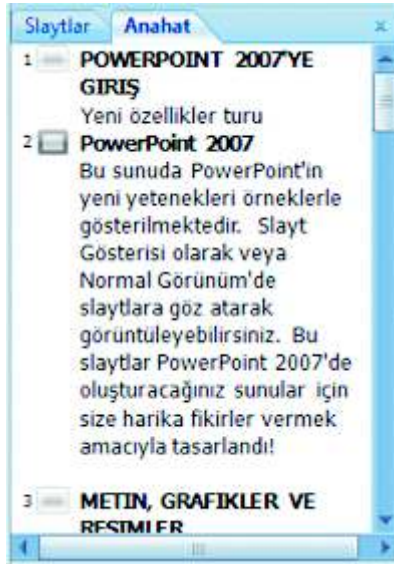 Slaytlar Anahat x
1 POWERPOINT 2007'YE
GIRIŞ
Yeni özellikler turu
2 PowerPoint 2007
Bu sunuda PowerPoint'in
yeni yetenekleri örneklerle
gösterilmektedir. Slayt
Gösterisi olarak veya
Normal Görünüm'de
slaytlara göz atarak
görüntüleyebilirsiniz. Bu
slaytlar PowerPoint 2007'de
oluşturacağınız sunular için
size harika fikirler vermek
amacıyla tasarlandı!
3 METIN, GRAFIKLER VE
RESIMLER